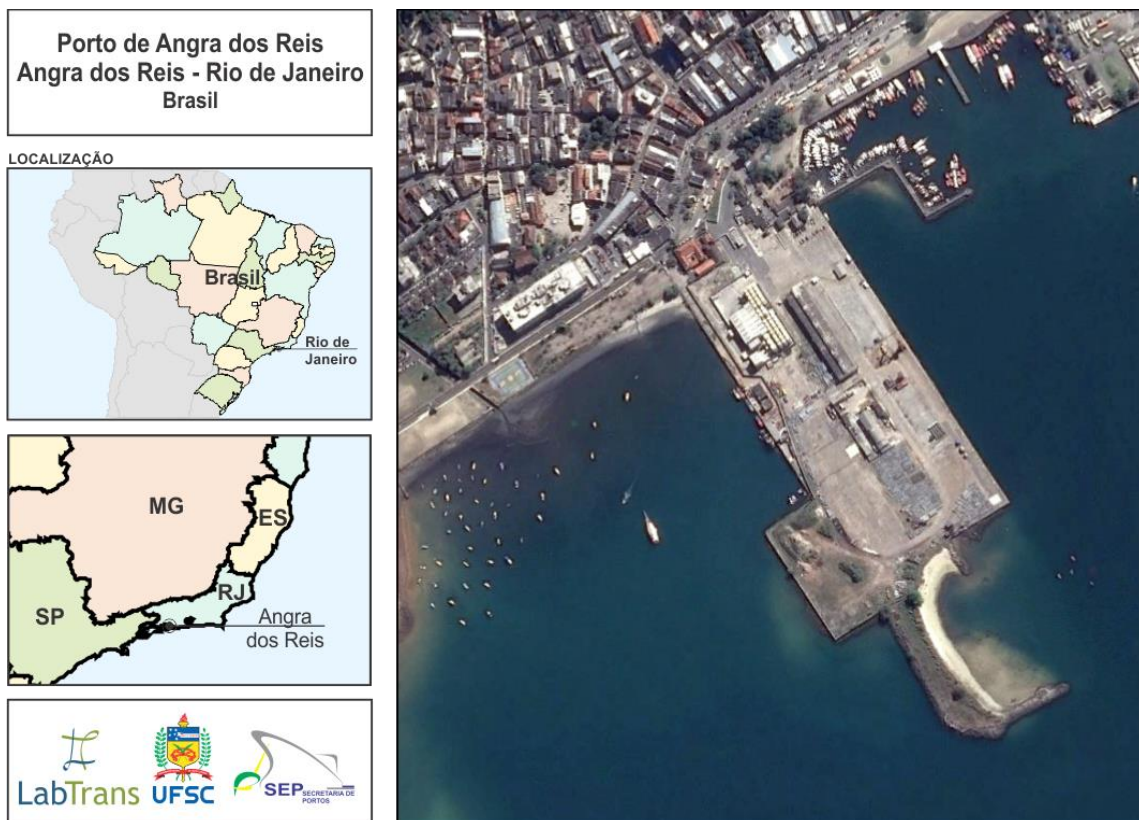 Porto de Angra dos Reis
Angra dos Reis - Rio de Janeiro
Brasil
LOCALIZAÇÃO
Brasil
Rio de
Janeiro
MG
ES
RJ
SP
Angra
dos Reis
LabTrans
UFSC
SEP SECRETARIA DE
PORTOS